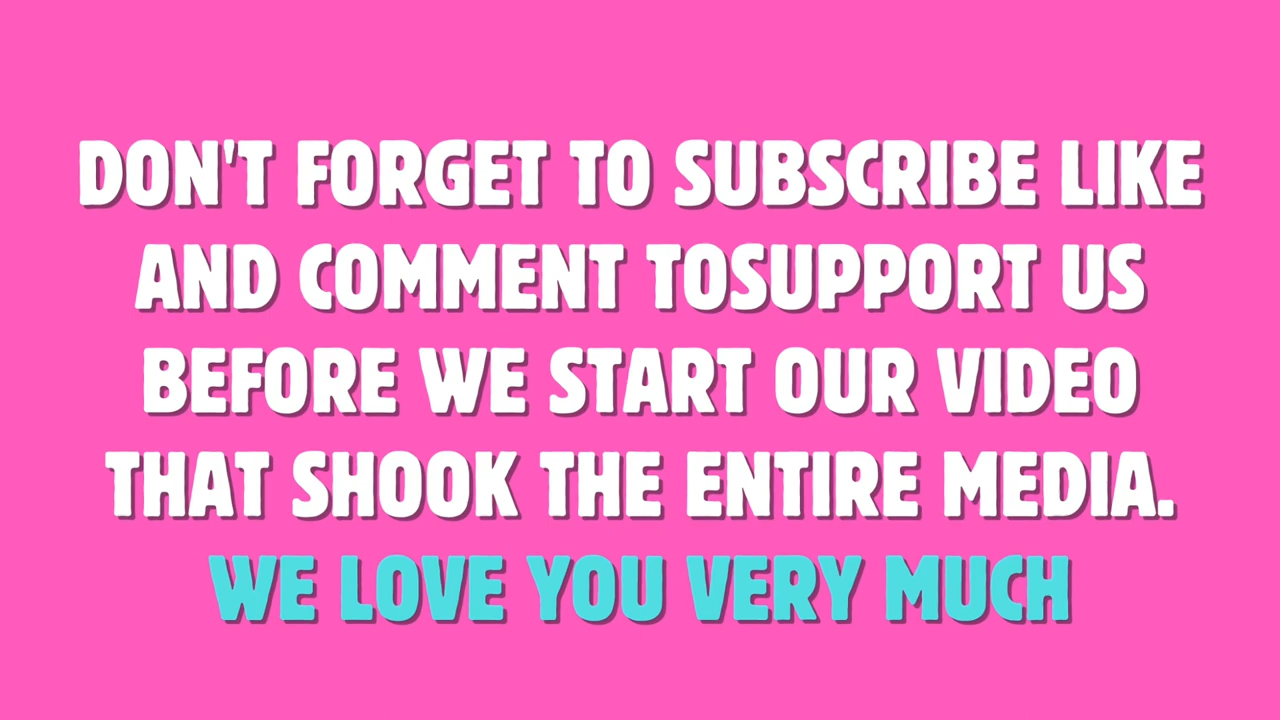 DON'T FORGET TO SUBSCRIBE LIKE
AND COMMENT TOSUPPORT US
BEFORE WE START OUR VIDEO
THAT SHOOK THE ENTIRE MEDIA.
WE LOVE YOU VERY MUCH